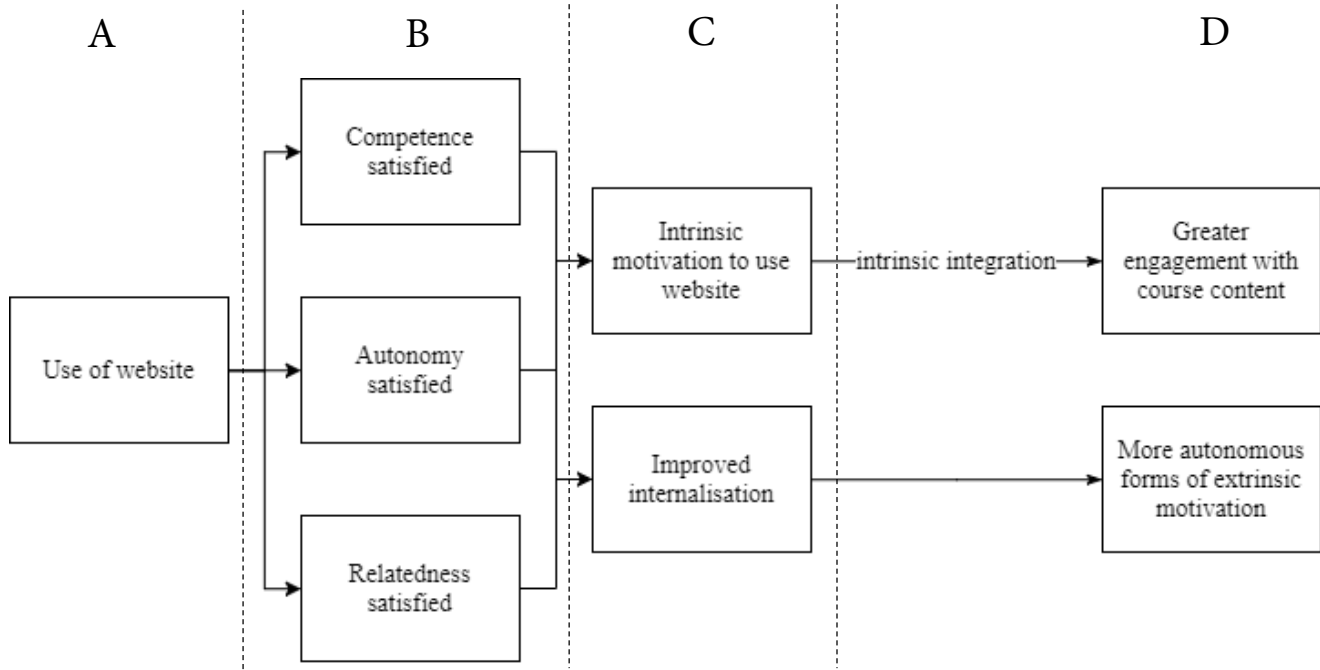 A
B
C
D
Competence
satisfied
Intrinsic
motivation to use
website
intrinsic integration
Greater
engagement with
course content
Use of website
Autonomy
satisfied
Improved
internalisation
More autonomous
forms of extrinsic
motivation
Relatedness
satisfied